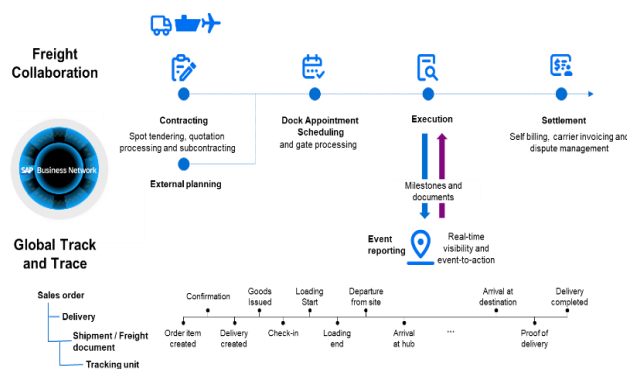 Freight
Collaboration
Contracting
Spot tendering, quotation
processing and subcontracting
External planning
Dock Appointment
Scheduling
and gate processing
Execution
Settlement
Self billing, carrier invoicing and
dispute management
SAP Business Network
Milestones and
documents
Event
reporting
Real-time
visibility and
event-to-action
Global Track
and Trace
Sales order
Delivery
Shipment / Freight
document
Tracking unit
Order item
created
Confirmation
Delivery
created
Goods
issued
Check-in
Loading
Start
Loading
end
Departure
from site
Arrival
at hub
...
Arrival at
destination
Proof of
delivery
Delivery
completed